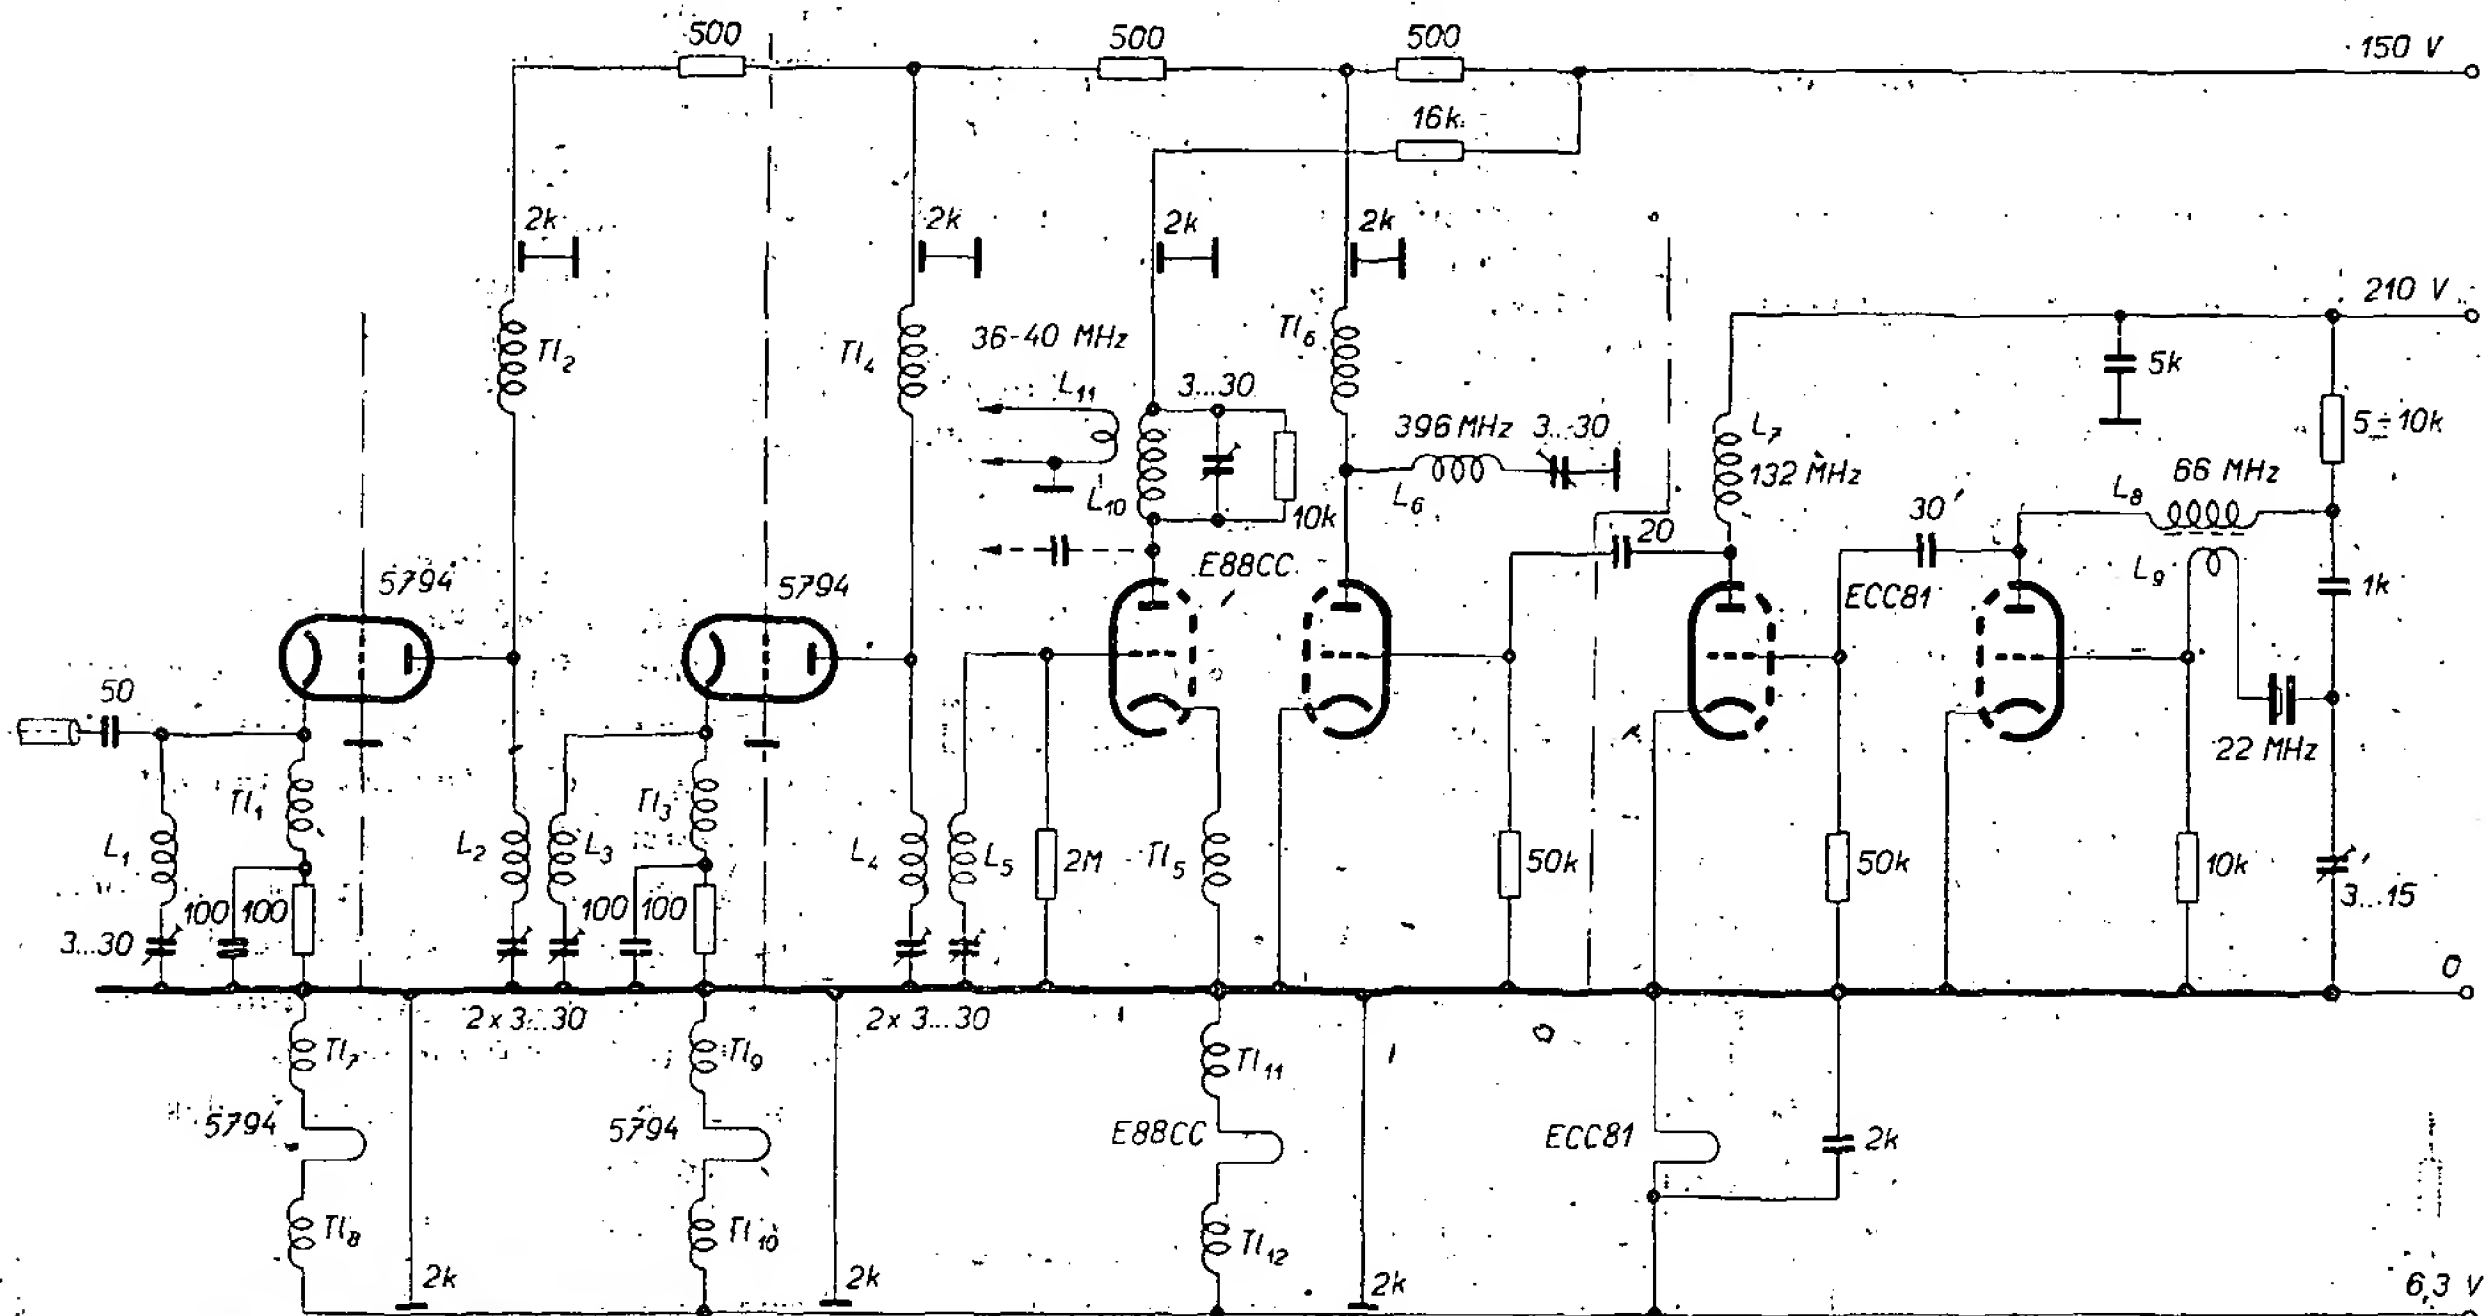 500
500
500
150 V
16k
2k
2k
2k
2k
210 V
Tl2
Tl4
36-40 MHz
Tl6
5k
L11
3...30
396 MHz 3...30
L7
132 MHz
5÷10k
66 MHz
L8
L10
10k
L6
20
30
L9
5794
5794
E88CC
ECC81
1k
50
22 MHz
Tl1
Tl3
L1
L2
L3
L4
L5
2M
Tl5
50k
50k
10k
3...15
100 100
100 100
3...30
0
2x3...30
2x3...30
Tl7
Tl9
Tl11
5794
5794
E88CC
ECC81
2k
Tl8
Tl10
Tl12
2k
2k
2k
6,3 V